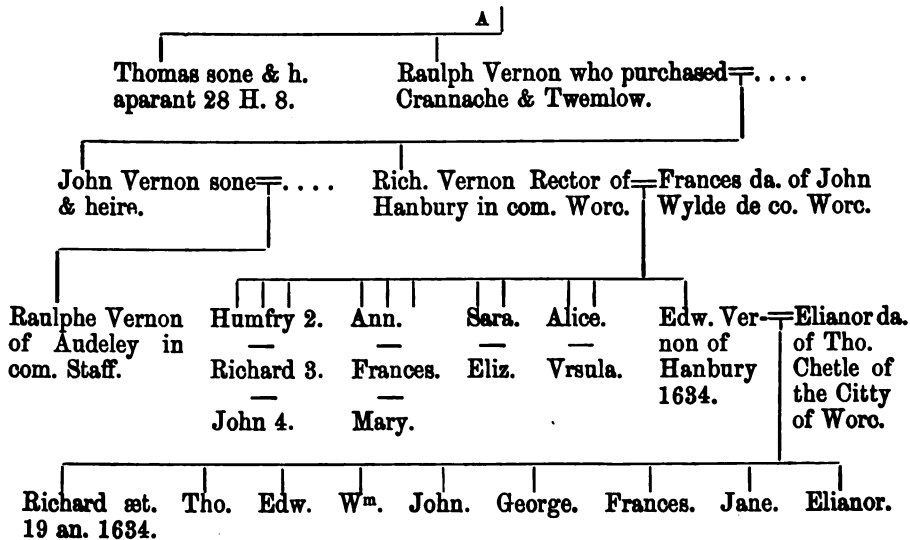 A
Thomas sone & h.
aparant 28 H. 8.
Raulph Vernon who purchased=. . . .
Crannache & Twemlow.
John Vernon sone=. . . .
& heire.
Rich. Vernon Rector of=Frances da. of John
Hanbury in com. Worc. Wylde de co. Worc.
Raulphe Vernon
of Audeley in
com. Staff.
Humfry 2.
—
Richard 3.
—
John 4.
Ann.
—
Frances.
—
Mary.
Sara.
—
Eliz.
Alice.
—
Vrsula.
Edw. Ver-
non of
Hanbury
1634.
=Elianor da.
of Tho.
Chetle of
the Citty
of Worc.
Richard æt.
19 an. 1634.
Tho.
Edw.
Wm.
John.
George.
Frances.
Jane.
Elianor.